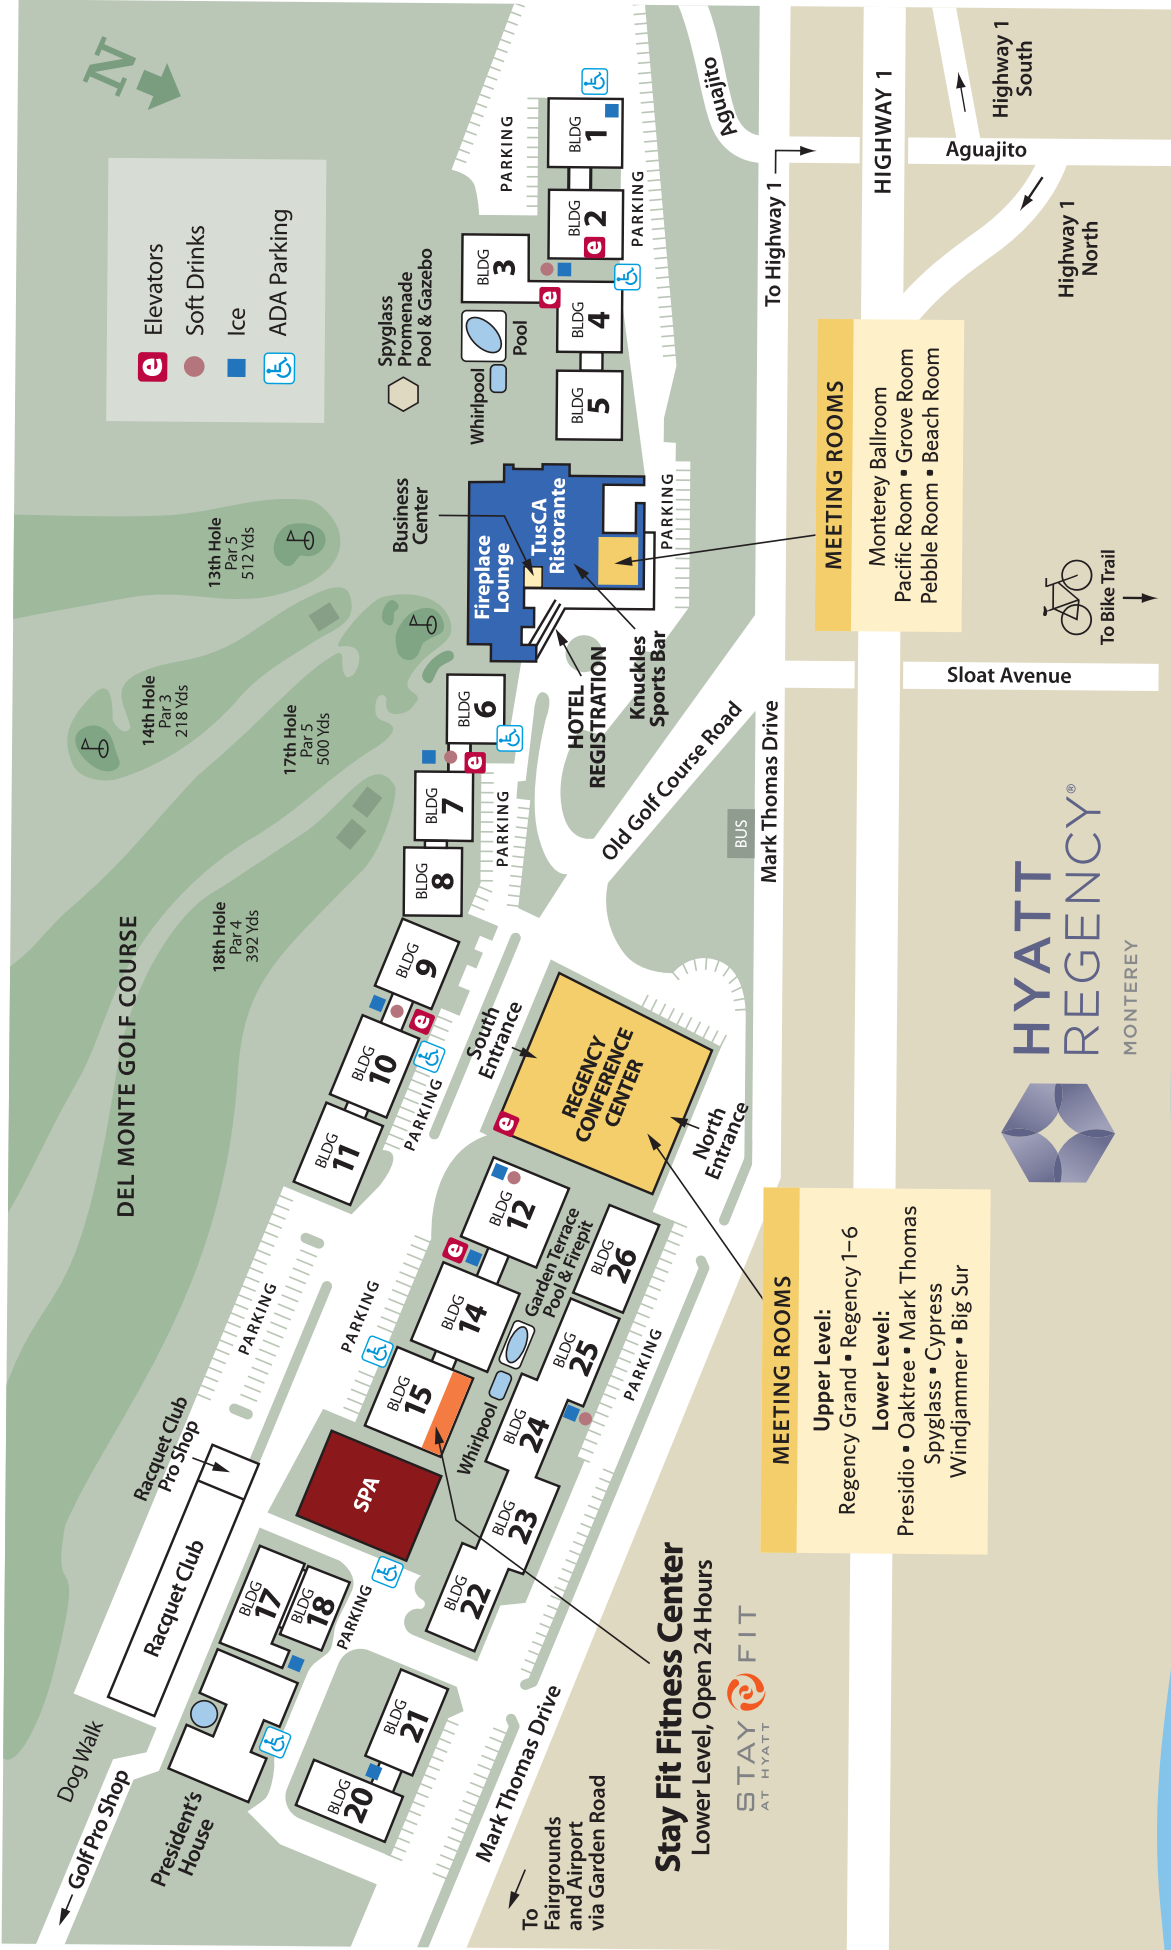 DEL MONTE GOLF COURSE
N
Elevators
Soft Drinks
Ice
ADA Parking
e
13th Hole
Par 5
512 Yds
14th Hole
Par 3
218 Yds
17th Hole
Par 5
500 Yds
18th Hole
Par 4
392 Yds
Dog Walk
Golf Pro Shop
President's
House
Racquet Club
Racquet Club
Pro Shop
BLDG
17
BLDG
18
BLDG
20
BLDG
21
PARKING
SPA
PARKING
PARKING
BLDG
15
BLDG
14
BLDG
12
e
Whirlpool
Garden Terrace
Pool & Firepit
BLDG
22
BLDG
23
BLDG
24
BLDG
25
BLDG
26
PARKING
BLDG
11
BLDG
10
BLDG
9
e
PARKING
BLDG
8
BLDG
7
BLDG
6
e
PARKING
South
Entrance
e
REGENCY
CONFERENCE
CENTER
North
Entrance
HOTEL
REGISTRATION
Knuckles
Sports Bar
Fireplace
Lounge
TusCA
Ristorante
Business
Center
PARKING
Spyglass
Promenade
Pool & Gazebo
Whirlpool
Pool
BLDG
5
BLDG
4
e
BLDG
3
BLDG
2
e
BLDG
1
PARKING
PARKING
Old Golf Course Road
BUS
Mark Thomas Drive
Mark Thomas Drive
To Highway 1
Aguajito
HIGHWAY 1
Aguajito
Highway 1
South
Highway 1
North
Sloat Avenue
To Bike Trail
MEETING ROOMS
Monterey Ballroom
Pacific Room ▪ Grove Room
Pebble Room ▪ Beach Room
MEETING ROOMS
Upper Level:
Regency Grand ▪ Regency 1–6
Lower Level:
Presidio ▪ Oaktree ▪ Mark Thomas
Spyglass ▪ Cypress
Windjammer ▪ Big Sur
Stay Fit Fitness Center
Lower Level, Open 24 Hours
STAY FIT
AT HYATT
To
Fairgrounds
and Airport
via Garden Road
HYATT
REGENCY®
MONTEREY